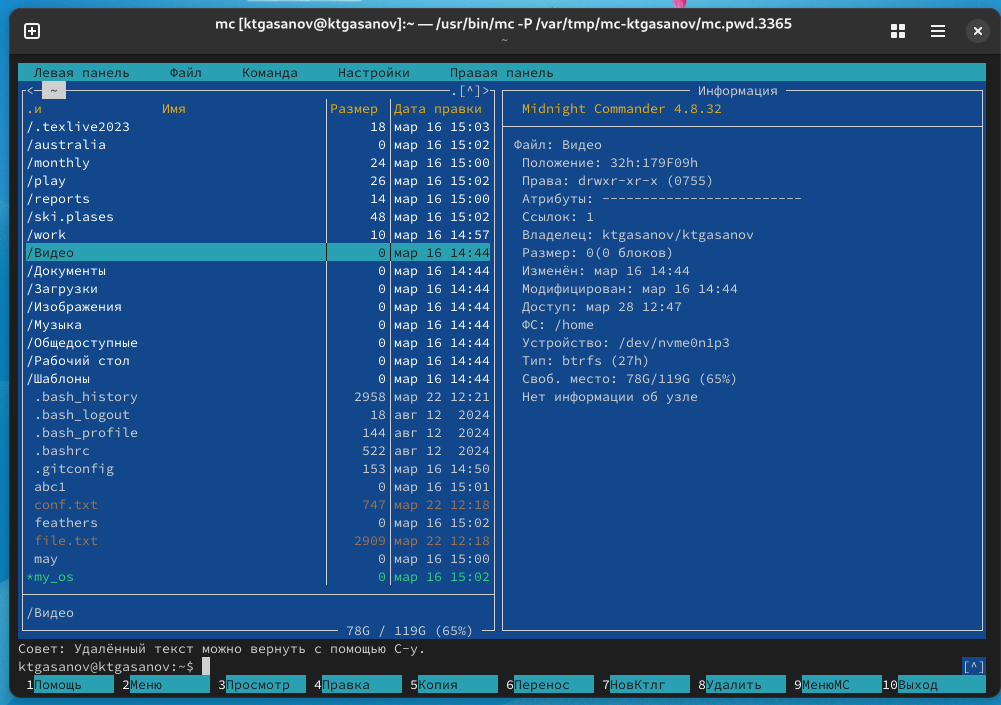 mc [ktgasanov@ktgasanov]:~ — /usr/bin/mc -P /var/tmp/mc-ktgasanov/mc.pwd.3365
~
Левая панель Файл Команда Настройки Правая панель
<─ ~ .[^]>
.и Имя Размер Дата правки
/.texlive2023 18 мар 16 15:03
/australia 0 мар 16 15:02
/monthly 24 мар 16 15:00
/play 26 мар 16 15:02
/reports 14 мар 16 15:00
/ski.plases 48 мар 16 15:02
/work 10 мар 16 14:57
/Видео 0 мар 16 14:44
/Документы 0 мар 16 14:44
/Загрузки 0 мар 16 14:44
/Изображения 0 мар 16 14:44
/Музыка 0 мар 16 14:44
/Общедоступные 0 мар 16 14:44
/Рабочий стол 0 мар 16 14:44
/Шаблоны 0 мар 16 14:44
.bash_history 2958 мар 22 12:21
.bash_logout 18 авг 12 2024
.bash_profile 144 авг 12 2024
.bashrc 522 авг 12 2024
.gitconfig 153 мар 16 14:50
abc1 0 мар 16 15:01
conf.txt 747 мар 22 12:18
feathers 0 мар 16 15:02
file.txt 2909 мар 22 12:18
may 0 мар 16 15:00
*my_os 0 мар 16 15:02
/Видео
78G / 119G (65%)
Информация
Midnight Commander 4.8.32
Файл: Видео
Положение: 32h:179F09h
Права: drwxr-xr-x (0755)
Атрибуты: -------------------------
Ссылок: 1
Владелец: ktgasanov/ktgasanov
Размер: 0(0 блоков)
Изменён: мар 16 14:44
Модифицирован: мар 16 14:44
Доступ: мар 28 12:47
ФС: /home
Устройство: /dev/nvme0n1p3
Тип: btrfs (27h)
Своб. место: 78G/119G (65%)
Нет информации об узле
Совет: Удалённый текст можно вернуть с помощью C-y.
ktgasanov@ktgasanov:~$ [^]
1Помощь 2Меню 3Просмотр 4Правка 5Копия 6Перенос 7НовКтлг 8Удалить 9МенюMC 10Выход